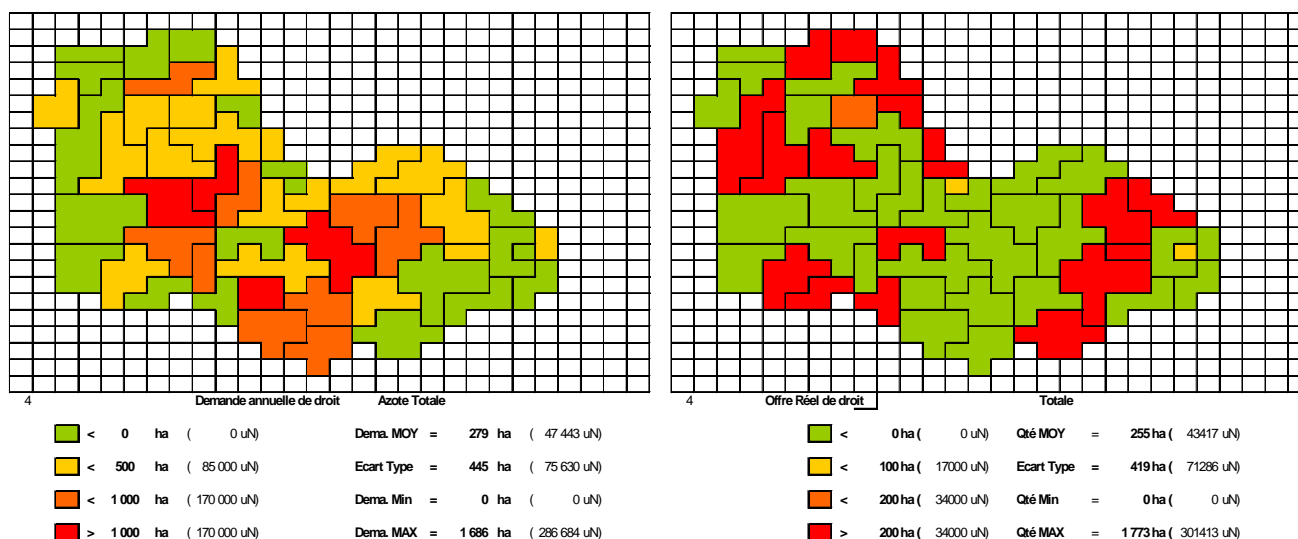 4 Demande annuelle de droit Azote Totale
< 0 ha ( 0 uN) Dema. MOY = 279 ha ( 47 443 uN)
< 500 ha ( 85 000 uN) Ecart Type = 445 ha ( 75 630 uN)
< 1 000 ha ( 170 000 uN) Dema. Min = 0 ha ( 0 uN)
> 1 000 ha ( 170 000 uN) Dema. MAX = 1 686 ha ( 286 684 uN)
4 Offre Réel de droit Totale
< 0 ha ( 0 uN) Qté MOY = 255 ha ( 43417 uN)
< 100 ha ( 17000 uN) Ecart Type = 419 ha ( 71286 uN)
< 200 ha ( 34000 uN) Qté Min = 0 ha ( 0 uN)
> 200 ha ( 34000 uN) Qté MAX = 1 773 ha ( 301413 uN)